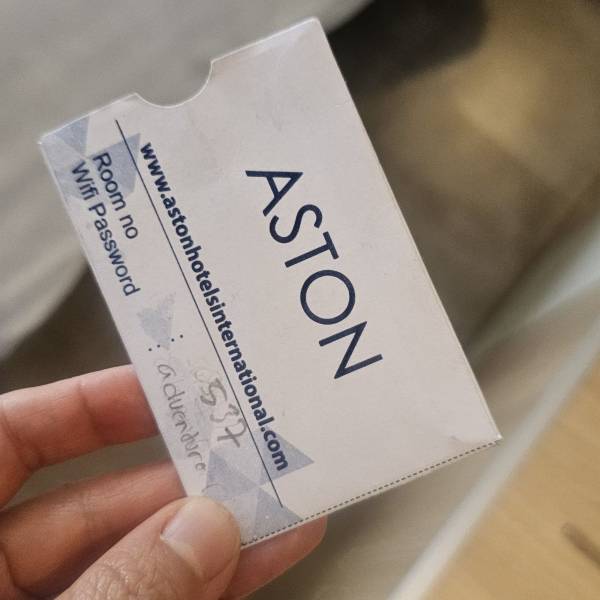 ASTON
www.astonhotelsinternational.com
Room no : 537
Wifi Password : adventure